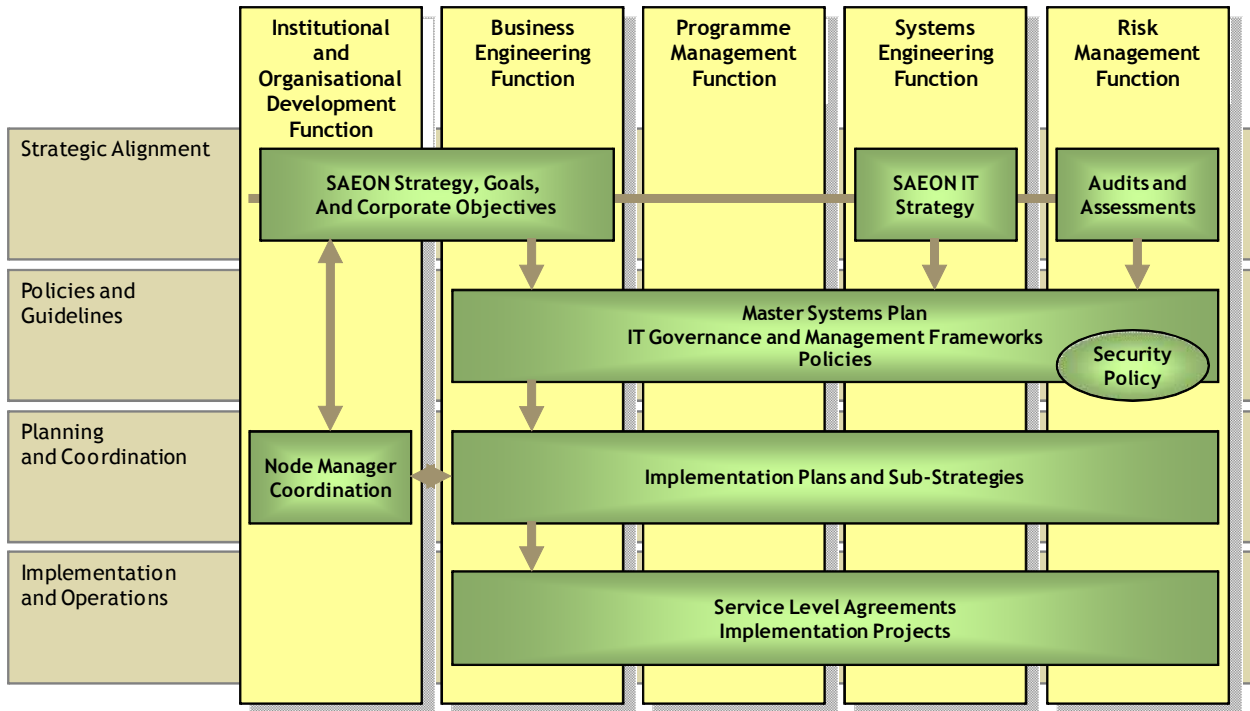 Institutional
and
Organisational
Development
Function
Business
Engineering
Function
Programme
Management
Function
Systems
Engineering
Function
Risk
Management
Function
Strategic Alignment
SAEON Strategy, Goals,
And Corporate Objectives
SAEON IT
Strategy
Audits and
Assessments
Policies and
Guidelines
Master Systems Plan
IT Governance and Management Frameworks
Policies
Security
Policy
Planning
and Coordination
Node Manager
Coordination
Implementation Plans and Sub-Strategies
Implementation
and Operations
Service Level Agreements
Implementation Projects